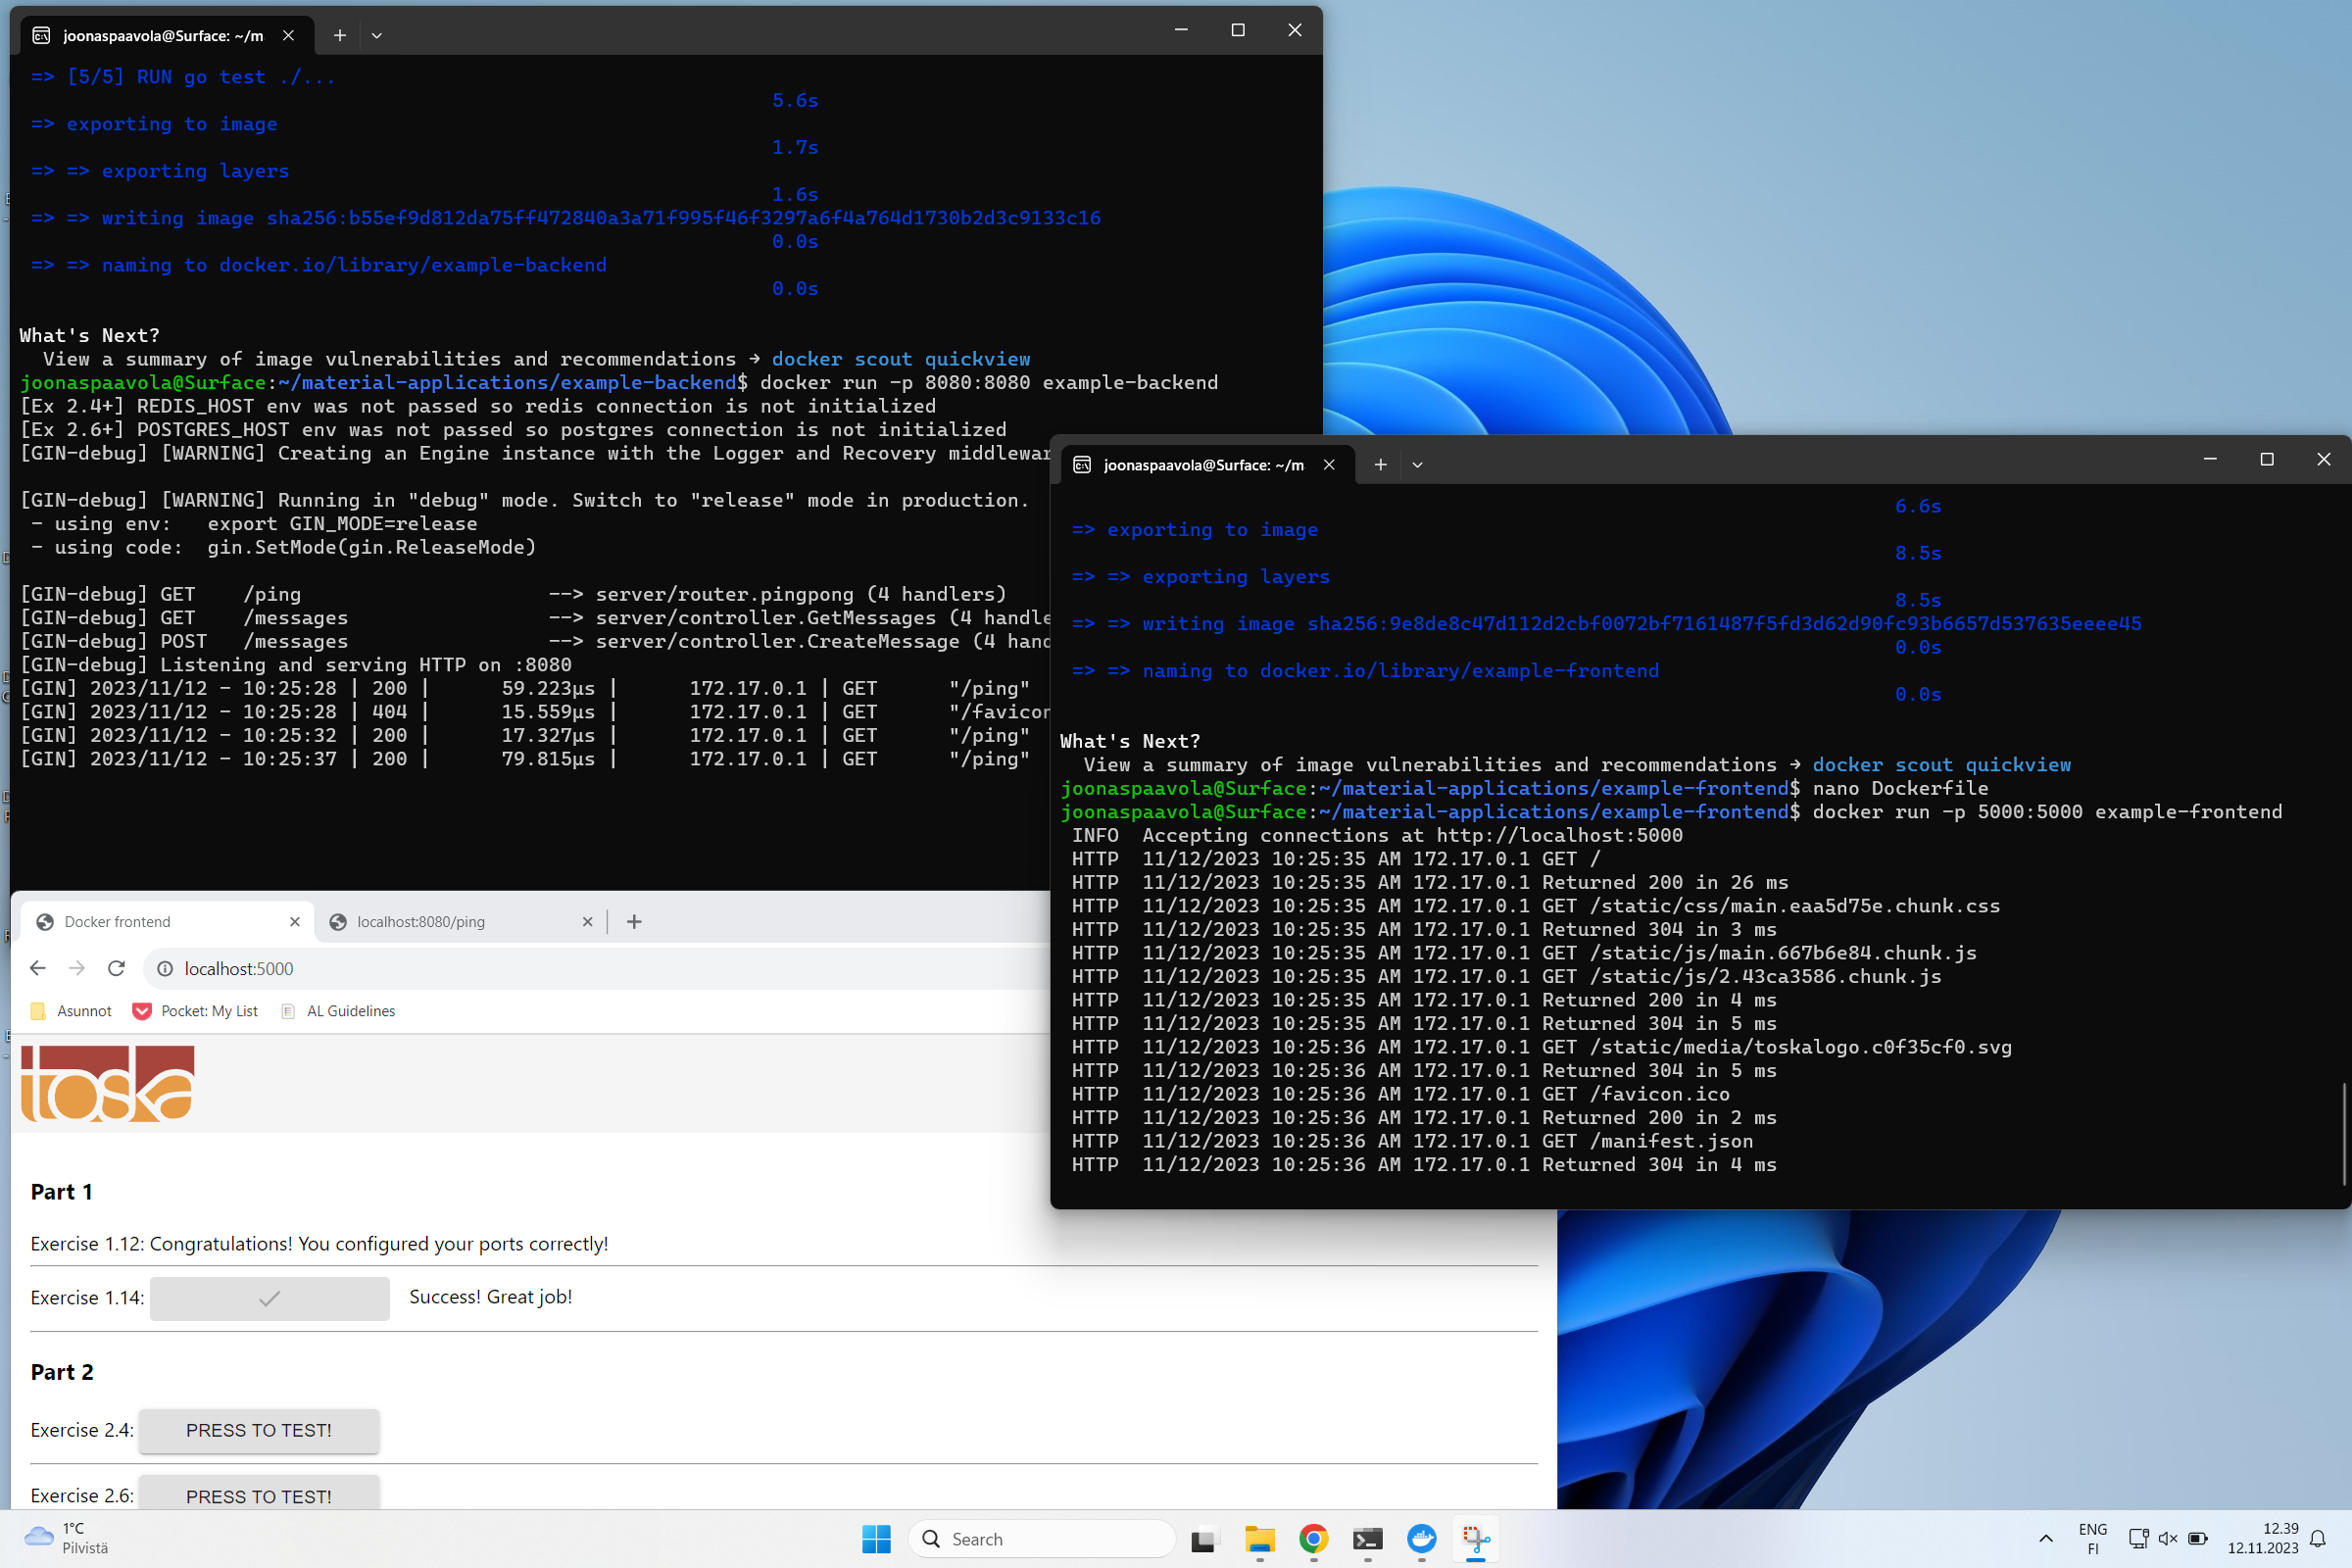 joonaspaavola@Surface: ~/m
=> [5/5] RUN go test ./...
5.6s
=> exporting to image
1.7s
=> => exporting layers
1.6s
=> => writing image sha256:b55ef9d812da75ff472840a3a71f995f46f3297a6f4a764d1730b2d3c9133c16
0.0s
=> => naming to docker.io/library/example-backend
0.0s
What's Next?
View a summary of image vulnerabilities and recommendations → docker scout quickview
joonaspaavola@Surface:~/material-applications/example-backend$ docker run -p 8080:8080 example-backend
[Ex 2.4+] REDIS_HOST env was not passed so redis connection is not initialized
[Ex 2.6+] POSTGRES_HOST env was not passed so postgres connection is not initialized
[GIN-debug] [WARNING] Creating an Engine instance with the Logger and Recovery middlewar
[GIN-debug] [WARNING] Running in "debug" mode. Switch to "release" mode in production.
- using env:   export GIN_MODE=release
- using code:  gin.SetMode(gin.ReleaseMode)
[GIN-debug] GET    /ping                     --> server/router.pingpong (4 handlers)
[GIN-debug] GET    /messages                 --> server/controller.GetMessages (4 handle
[GIN-debug] POST   /messages                 --> server/controller.CreateMessage (4 hand
[GIN-debug] Listening and serving HTTP on :8080
[GIN] 2023/11/12 - 10:25:28 | 200 |      59.223µs |      172.17.0.1 | GET      "/ping"
[GIN] 2023/11/12 - 10:25:28 | 404 |      15.559µs |      172.17.0.1 | GET      "/favicon
[GIN] 2023/11/12 - 10:25:32 | 200 |      17.327µs |      172.17.0.1 | GET      "/ping"
[GIN] 2023/11/12 - 10:25:37 | 200 |      79.815µs |      172.17.0.1 | GET      "/ping"
joonaspaavola@Surface: ~/m
6.6s
=> exporting to image
8.5s
=> => exporting layers
8.5s
=> => writing image sha256:9e8de8c47d112d2cbf0072bf7161487f5fd3d62d90fc93b6657d537635eeee45
0.0s
=> => naming to docker.io/library/example-frontend
0.0s
What's Next?
View a summary of image vulnerabilities and recommendations → docker scout quickview
joonaspaavola@Surface:~/material-applications/example-frontend$ nano Dockerfile
joonaspaavola@Surface:~/material-applications/example-frontend$ docker run -p 5000:5000 example-frontend
INFO  Accepting connections at http://localhost:5000
HTTP  11/12/2023 10:25:35 AM 172.17.0.1 GET /
HTTP  11/12/2023 10:25:35 AM 172.17.0.1 Returned 200 in 26 ms
HTTP  11/12/2023 10:25:35 AM 172.17.0.1 GET /static/css/main.eaa5d75e.chunk.css
HTTP  11/12/2023 10:25:35 AM 172.17.0.1 Returned 304 in 3 ms
HTTP  11/12/2023 10:25:35 AM 172.17.0.1 GET /static/js/main.667b6e84.chunk.js
HTTP  11/12/2023 10:25:35 AM 172.17.0.1 GET /static/js/2.43ca3586.chunk.js
HTTP  11/12/2023 10:25:35 AM 172.17.0.1 Returned 200 in 4 ms
HTTP  11/12/2023 10:25:35 AM 172.17.0.1 Returned 304 in 5 ms
HTTP  11/12/2023 10:25:36 AM 172.17.0.1 GET /static/media/toskalogo.c0f35cf0.svg
HTTP  11/12/2023 10:25:36 AM 172.17.0.1 Returned 304 in 5 ms
HTTP  11/12/2023 10:25:36 AM 172.17.0.1 GET /favicon.ico
HTTP  11/12/2023 10:25:36 AM 172.17.0.1 Returned 200 in 2 ms
HTTP  11/12/2023 10:25:36 AM 172.17.0.1 GET /manifest.json
HTTP  11/12/2023 10:25:36 AM 172.17.0.1 Returned 304 in 4 ms
Docker frontend
localhost:8080/ping
localhost:5000
Asunnot
Pocket: My List
AL Guidelines
toska
Part 1
Exercise 1.12: Congratulations! You configured your ports correctly!
Exercise 1.14: Success! Great job!
Part 2
Exercise 2.4: PRESS TO TEST!
Exercise 2.6: PRESS TO TEST!
1°C
Pilvistä
Search
ENG
FI
12.39
12.11.2023